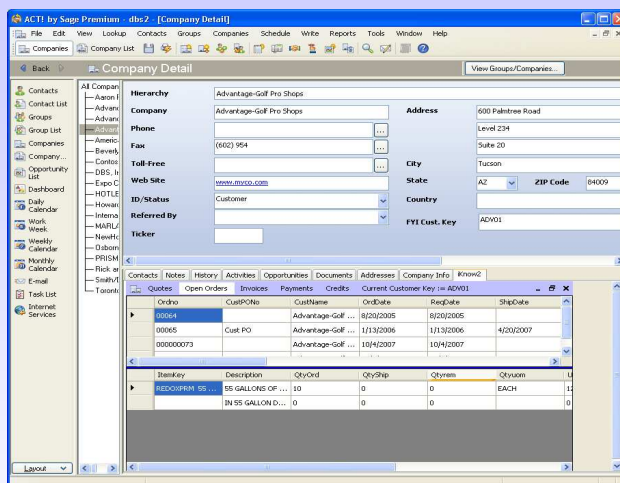 ACT! by Sage Premium - dbs2 - [Company Detail]
File Edit View Lookup Contacts Groups Companies Schedule Write Reports Tools Window Help
Companies Company List
Back Company Detail View Groups/Companies...
Contacts
Contact List
Groups
Group List
Companies
Company...
Opportunity
List
Dashboard
Daily
Calendar
Work
Week
Weekly
Calendar
Monthly
Calendar
E-mail
Task List
Internet
Services
Layout
All Compan
Aaron
Advanc
Advanc
Advant
Americ
Beverly
Contos
DBS, I
Expo C
HOTLE
Howar
Interna
MARLA
NewHo
Osborn
PRISM
Rick ar
Smith/
Toronto
Hierarchy Advantage-Golf Pro Shops
Company Advantage-Golf Pro Shops Address 600 Palmtree Road
Phone ... Level 234
Fax (602) 954 ... Suite 20
Toll-Free ... City Tucson
Web Site www.myco.com State AZ ZIP Code 84009
ID/Status Customer Country
Referred By FYI Cust. Key ADV01
Ticker
Contacts Notes History Activities Opportunities Documents Addresses Company Info iKnow2
Quotes Open Orders Invoices Payments Credits Current Customer Key := ADV01
Ordno CustPONo CustName OrdDate ReqDate ShipDate
00064 Advantage-Golf ... 8/20/2005 8/20/2005
00065 Cust PO Advantage-Golf ... 1/13/2006 1/13/2006 4/20/2007
000000073 Advantage-Golf ... 10/4/2007 10/4/2007
ItemKey Description QtyOrd QtyShip Qtyrem Qtyuom U
REDOXPRM 55 ... 55 GALLONS OF ... 10 0 0 EACH 12
IN 55 GALLON D... 0 0 0 0